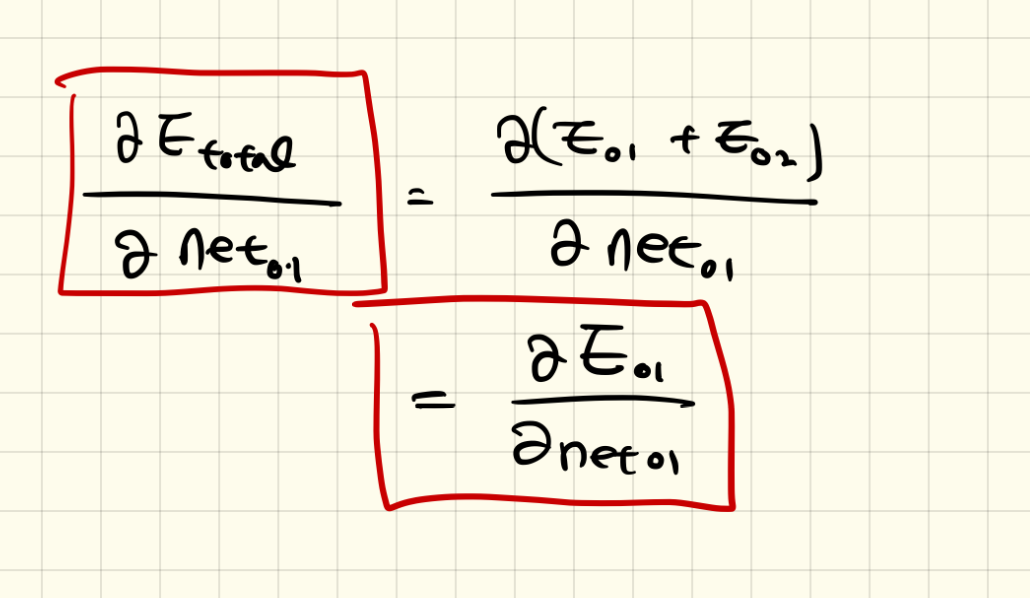 ∂E_total / ∂net_o1 = ∂(E_o1 + E_o2) / ∂net_o1
= ∂E_o1 / ∂net_o1